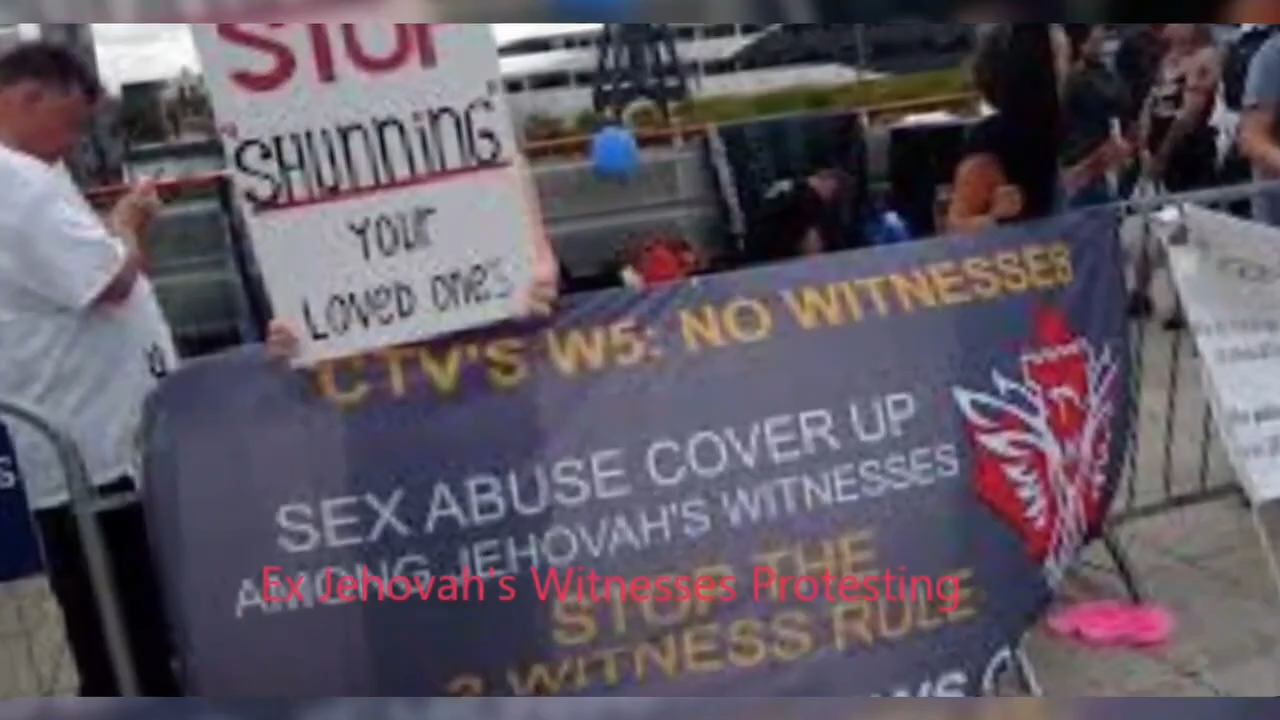 STOP
"SHUNNING"
YOUR
LOVED ONES
CTV'S W5: NO WITNESSES
SEX ABUSE COVER UP
AMONG JEHOVAH'S WITNESSES
Ex Jehovah's Witnesses Protesting
STOP THE
2 WITNESS RULE